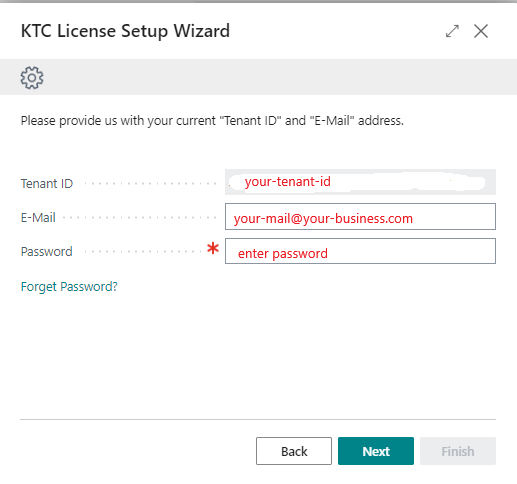 KTC License Setup Wizard
Please provide us with your current "Tenant ID" and "E-Mail" address.
Tenant ID your-tenant-id
E-Mail your-mail@your-business.com
Password * enter password
Forget Password?
Back Next Finish